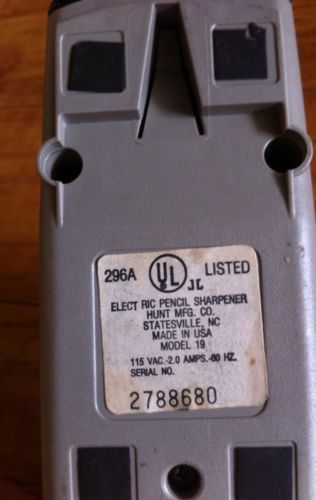 296A UL JL LISTED
ELECT RIC PENCIL SHARPENER
HUNT MFG. CO.
STATESVILLE, NC
MADE IN USA
MODEL 19
115 VAC.-2.0 AMPS.-60 HZ.
SERIAL NO.
2788680